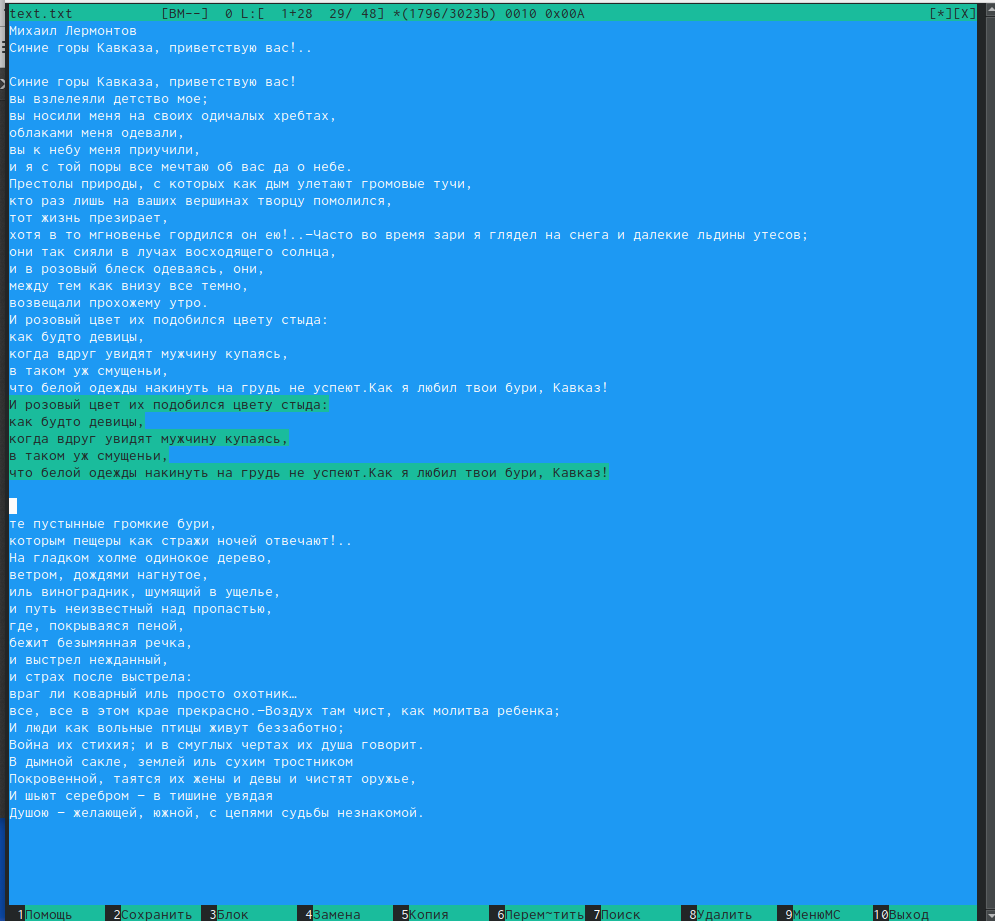 text.txt [BM--] 0 L:[ 1+28 29/ 48] *(1796/3023b) 0010 0x00A [*][X]
Михаил Лермонтов
Синие горы Кавказа, приветствую вас!..
Синие горы Кавказа, приветствую вас!
вы взлелеяли детство мое;
вы носили меня на своих одичалых хребтах,
облаками меня одевали,
вы к небу меня приучили,
и я с той поры все мечтаю об вас да о небе.
Престолы природы, с которых как дым улетают громовые тучи,
кто раз лишь на ваших вершинах творцу помолился,
тот жизнь презирает,
хотя в то мгновенье гордился он ею!..—Часто во время зари я глядел на снега и далекие льдины утесов;
они так сияли в лучах восходящего солнца,
и в розовый блеск одеваясь, они,
между тем как внизу все темно,
возвещали прохожему утро.
И розовый цвет их подобился цвету стыда:
как будто девицы,
когда вдруг увидят мужчину купаясь,
в таком уж смущеньи,
что белой одежды накинуть на грудь не успеют.Как я любил твои бури, Кавказ!
И розовый цвет их подобился цвету стыда:
как будто девицы,
когда вдруг увидят мужчину купаясь,
в таком уж смущеньи,
что белой одежды накинуть на грудь не успеют.Как я любил твои бури, Кавказ!
те пустынные громкие бури,
которым пещеры как стражи ночей отвечают!..
На гладком холме одинокое дерево,
ветром, дождями нагнутое,
иль виноградник, шумящий в ущелье,
и путь неизвестный над пропастью,
где, покрываяся пеной,
бежит безымянная речка,
и выстрел нежданный,
и страх после выстрела:
враг ли коварный иль просто охотник…
все, все в этом крае прекрасно.—Воздух там чист, как молитва ребенка;
И люди как вольные птицы живут беззаботно;
Война их стихия; и в смуглых чертах их душа говорит.
В дымной сакле, землей иль сухим тростником
Покровенной, таятся их жены и девы и чистят оружье,
И шьют серебром — в тишине увядая
Душою — желающей, южной, с цепями судьбы незнакомой.
1Помощь 2Сохранить 3Блок 4Замена 5Копия 6Перем~тить 7Поиск 8Удалить 9МенюMC 10Выход